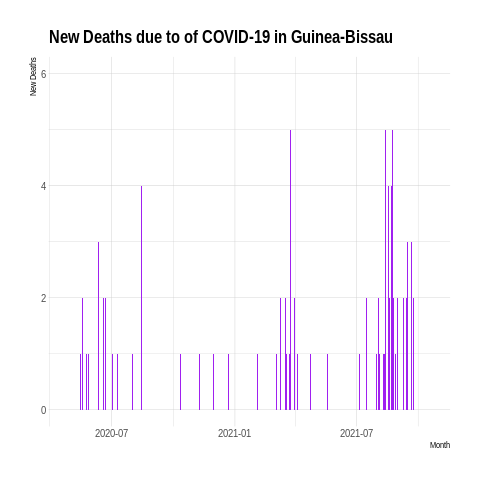 New Deaths due to of COVID-19 in Guinea-Bissau
New Deaths
6
4
2
0
2020-07
2021-01
2021-07
Month